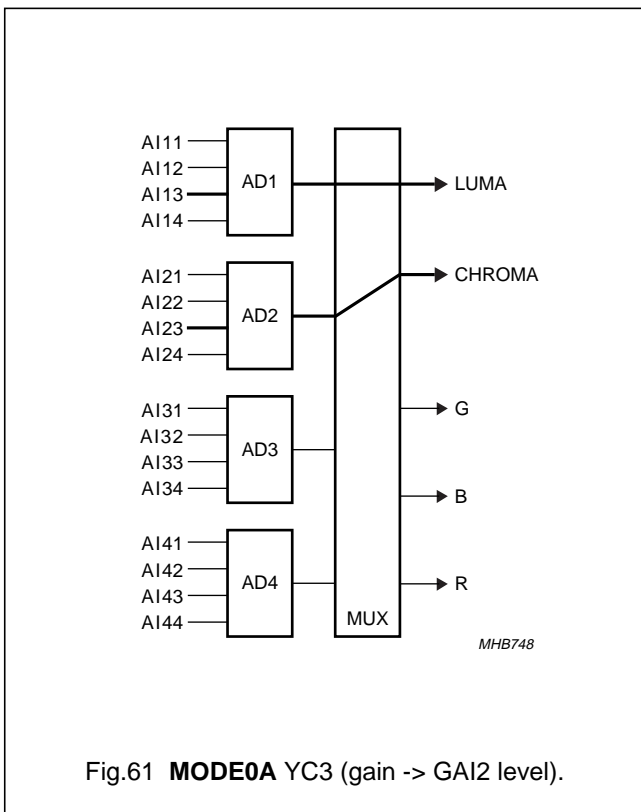 AI11
AI12
AI13
AI14
AD1
LUMA
AI21
AI22
AI23
AI24
AD2
CHROMA
AI31
AI32
AI33
AI34
AD3
G
B
AI41
AI42
AI43
AI44
AD4
R
MUX
MHB748
Fig.61 MODE0A YC3 (gain -> GAI2 level).